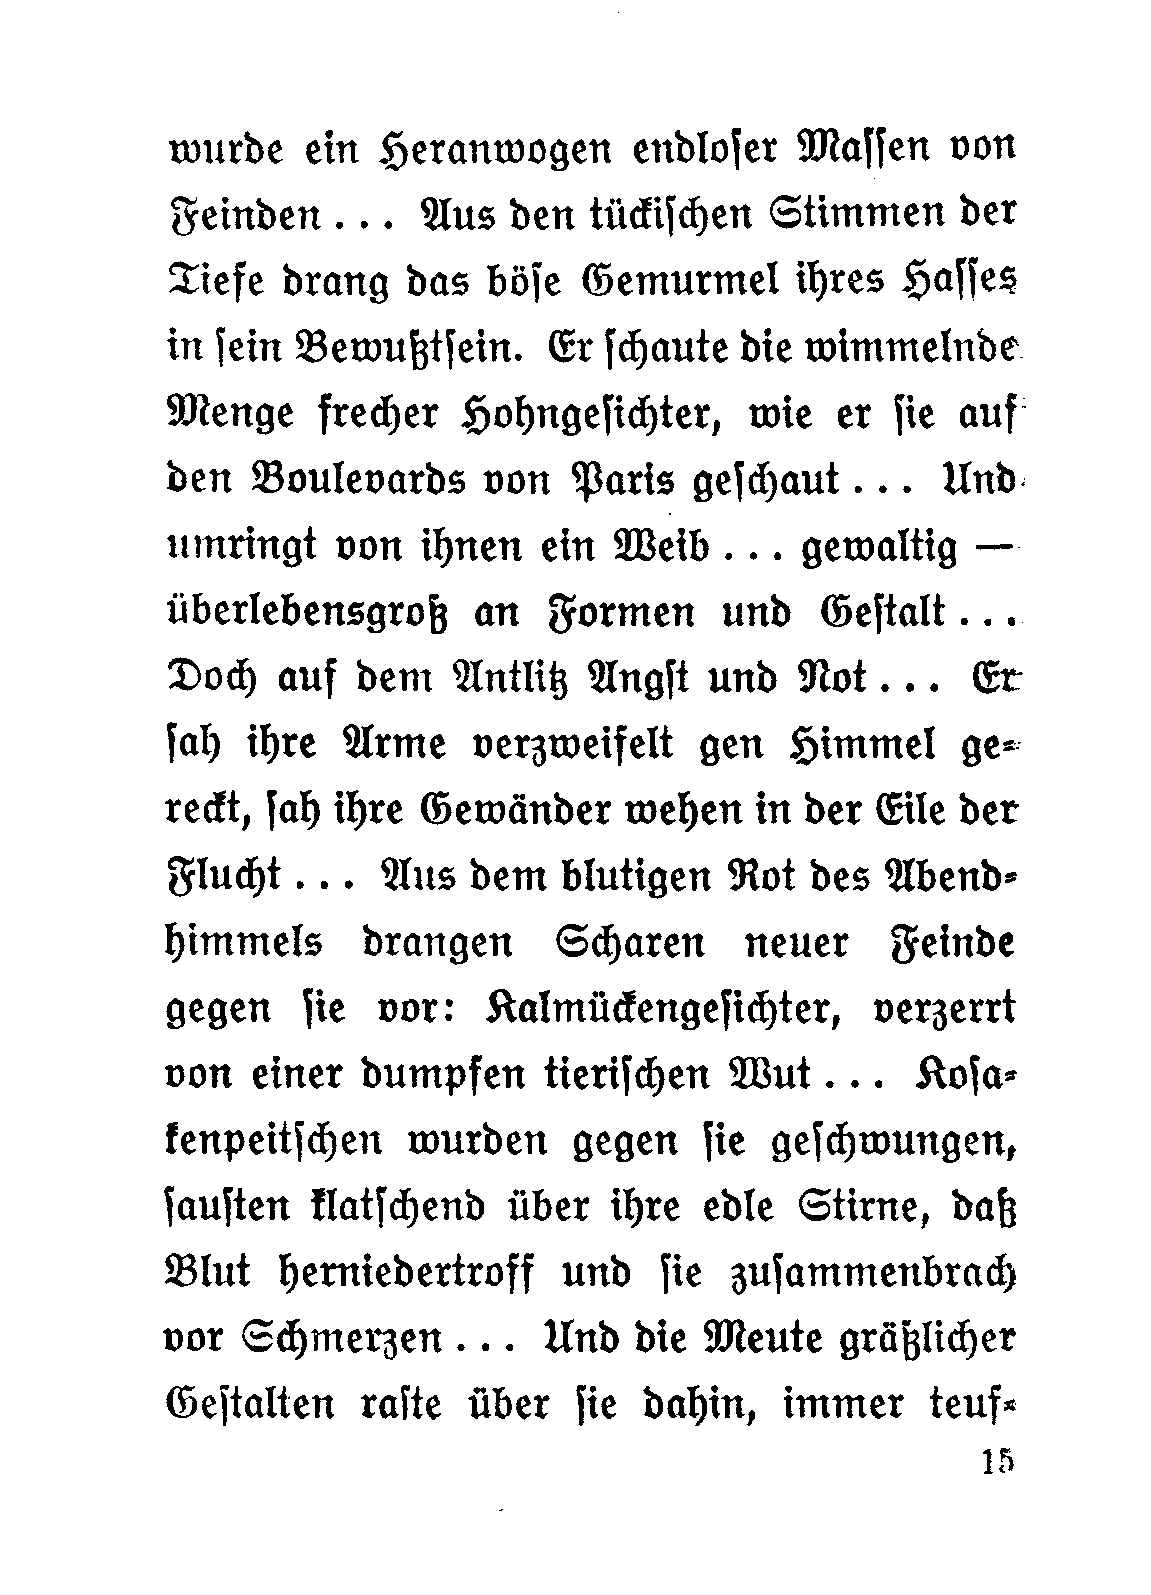 wurde ein Heranwogen endloſer Maſſen von
Feinden . . . Aus den tückiſchen Stimmen der
Tiefe drang das böſe Gemurmel ihres Haſſes
in ſein Bewußtſein. Er ſchaute die wimmelnde
Menge frecher Hohngeſichter, wie er ſie auf
den Boulevards von Paris geſchaut . . . Und
umringt von ihnen ein Weib . . . gewaltig —
überlebensgroß an Formen und Geſtalt . . .
Doch auf dem Antlitz Angſt und Not . . . Er
ſah ihre Arme verzweifelt gen Himmel ge⸗
reckt, ſah ihre Gewänder wehen in der Eile der
Flucht . . . Aus dem blutigen Rot des Abend⸗
himmels drangen Scharen neuer Feinde
gegen ſie vor: Kalmückengeſichter, verzerrt
von einer dumpfen tieriſchen Wut . . . Koſa⸗
kenpeitſchen wurden gegen ſie geſchwungen,
ſauſten klatſchend über ihre edle Stirne, daß
Blut herniedertroff und ſie zuſammenbrach
vor Schmerzen . . . Und die Meute gräßlicher
Geſtalten raſte über ſie dahin, immer teuf⸗
15